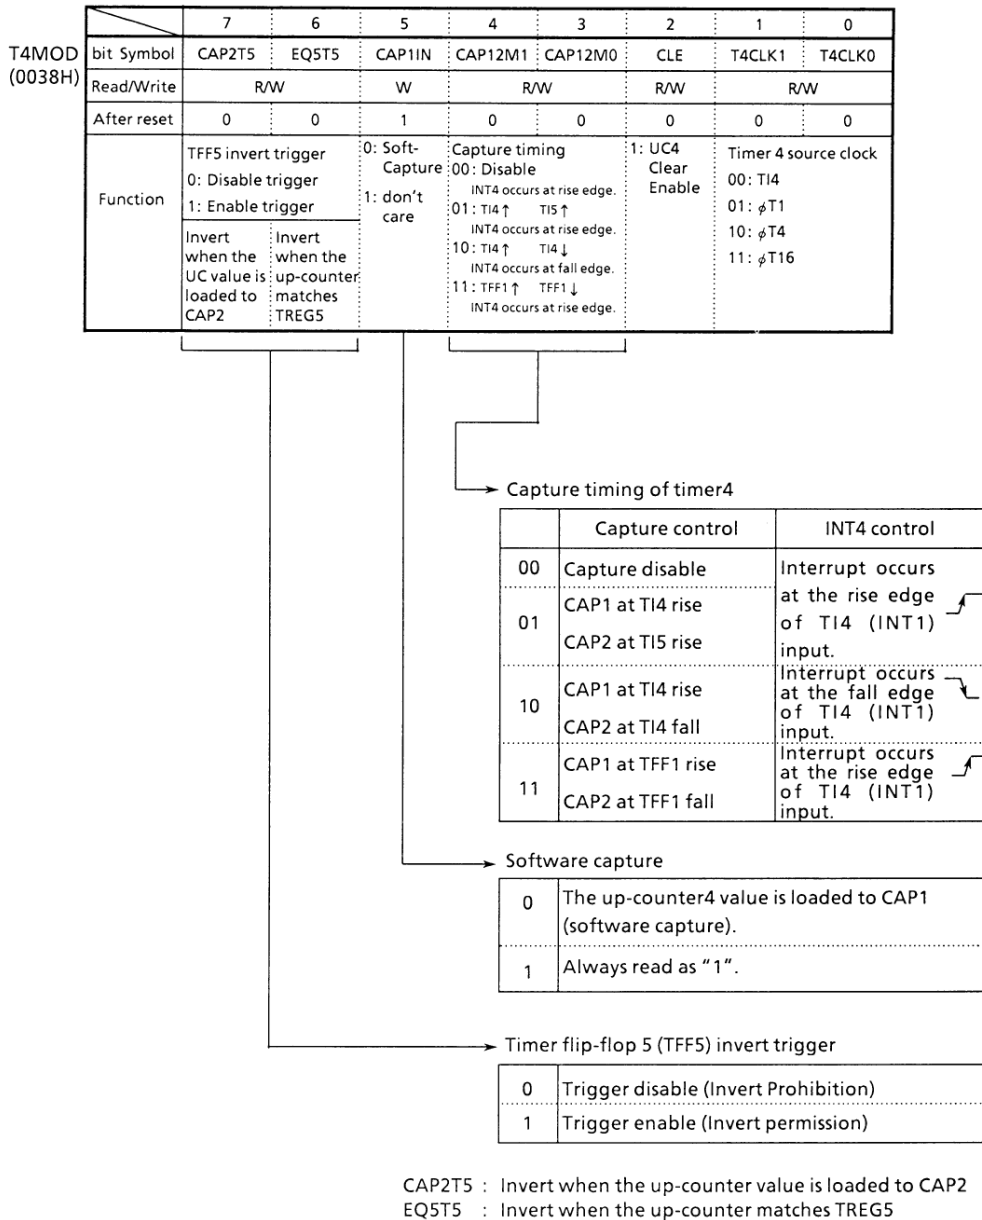 7 6 5 4 3 2 1 0
T4MOD (0038H)
bit Symbol CAP2T5 EQ5T5 CAP1IN CAP12M1 CAP12M0 CLE T4CLK1 T4CLK0
Read/Write R/W W R/W R/W R/W
After reset 0 0 1 0 0 0 0 0
Function
TFF5 invert trigger
0: Disable trigger
1: Enable trigger
Invert
when the
UC value is
loaded to
CAP2
Invert
when the
up-counter
matches
TREG5
0: Soft-
Capture
1: don't
care
Capture timing
00: Disable
INT4 occurs at rise edge.
01: TI4↑ TI5↑
INT4 occurs at rise edge.
10: TI4↑ TI4↓
INT4 occurs at fall edge.
11: TFF1↑ TFF1↓
INT4 occurs at rise edge.
1: UC4
Clear
Enable
Timer 4 source clock
00: TI4
01: ϕT1
10: ϕT4
11: ϕT16
Capture timing of timer4
Capture control INT4 control
00 Capture disable
01 CAP1 at TI4 rise
CAP2 at TI5 rise
Interrupt occurs
at the rise edge
of TI4 (INT1)
input.
10 CAP1 at TI4 rise
CAP2 at TI4 fall
Interrupt occurs
at the fall edge
of TI4 (INT1)
input.
11 CAP1 at TFF1 rise
CAP2 at TFF1 fall
Interrupt occurs
at the rise edge
of TI4 (INT1)
input.
Software capture
0 The up-counter4 value is loaded to CAP1
(software capture).
1 Always read as "1".
Timer flip-flop 5 (TFF5) invert trigger
0 Trigger disable (Invert Prohibition)
1 Trigger enable (Invert permission)
CAP2T5 : Invert when the up-counter value is loaded to CAP2
EQ5T5 : Invert when the up-counter matches TREG5